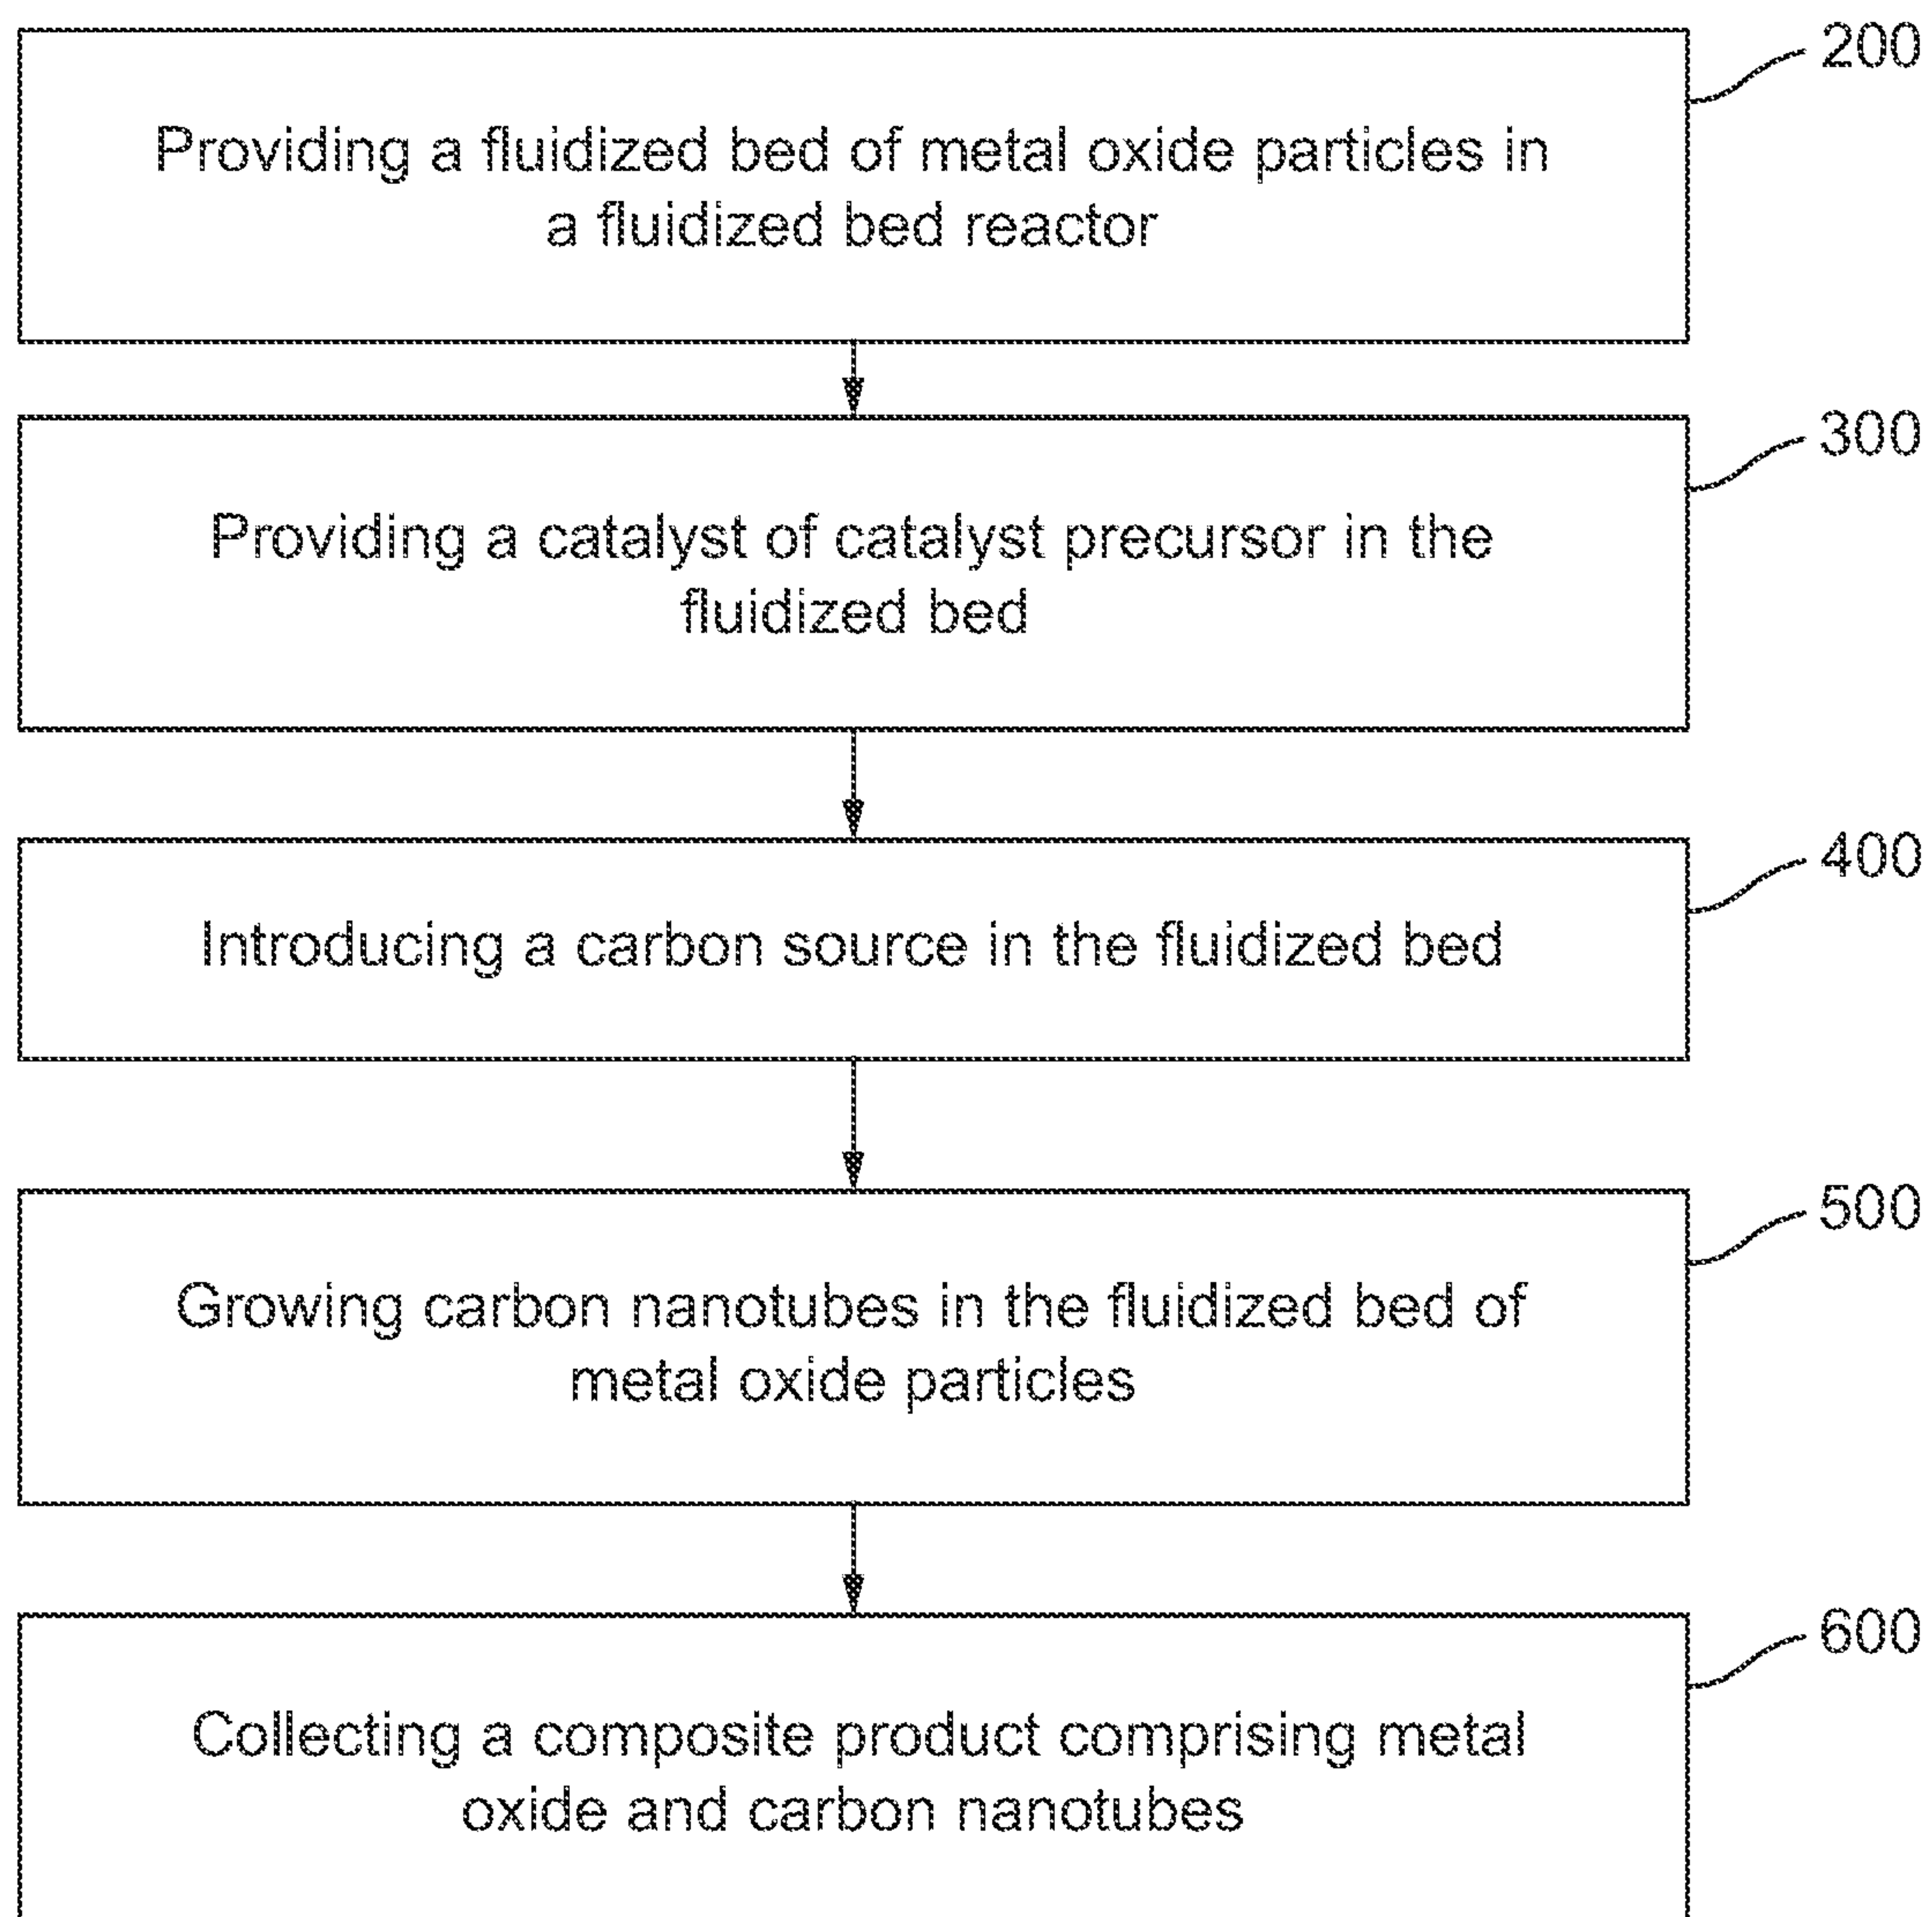 200
Providing a fluidized bed of metal oxide particles in
a fluidized bed reactor
300
Providing a catalyst of catalyst precursor in the
fluidized bed
400
Introducing a carbon source in the fluidized bed
500
Growing carbon nanotubes in the fluidized bed of
metal oxide particles
600
Collecting a composite product comprising metal
oxide and carbon nanotubes